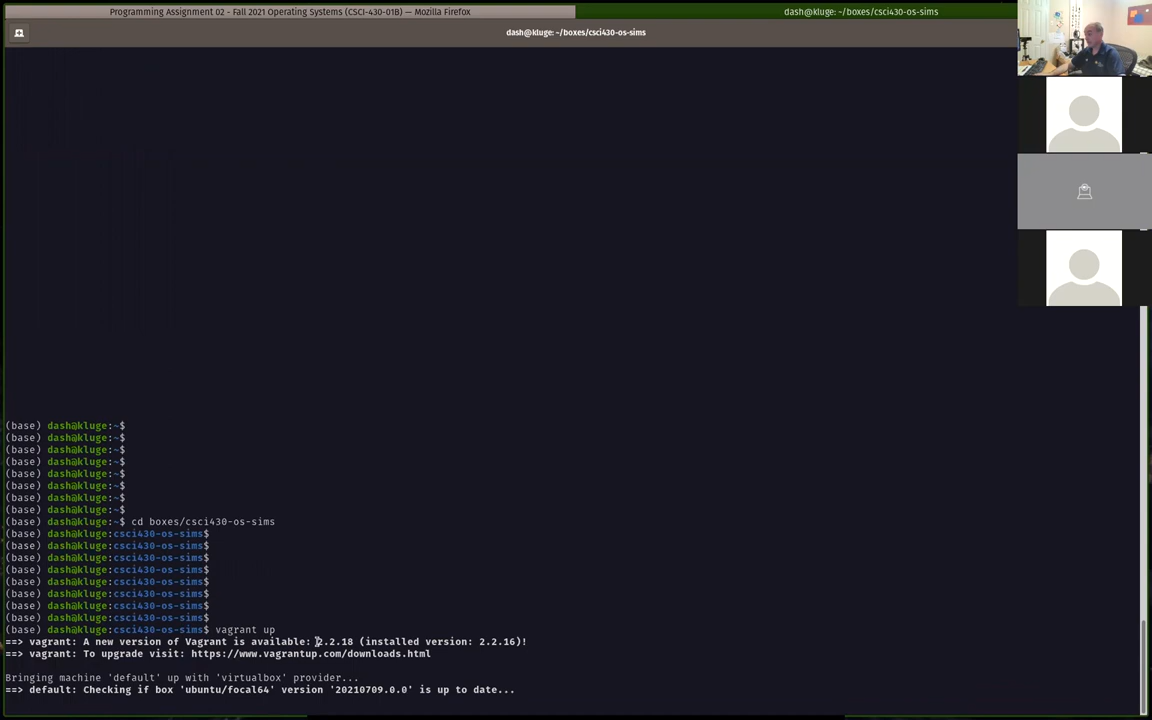 Programming Assignment 02 - Fall 2021 Operating Systems (CSCI-430-01B) — Mozilla Firefox
dash@kluge: ~/boxes/csci430-os-sims
dash@kluge: ~/boxes/csci430-os-sims
(base) dash@kluge:~$
(base) dash@kluge:~$
(base) dash@kluge:~$
(base) dash@kluge:~$
(base) dash@kluge:~$
(base) dash@kluge:~$
(base) dash@kluge:~$
(base) dash@kluge:~$
(base) dash@kluge:~$ cd boxes/csci430-os-sims
(base) dash@kluge:csci430-os-sims$
(base) dash@kluge:csci430-os-sims$
(base) dash@kluge:csci430-os-sims$
(base) dash@kluge:csci430-os-sims$
(base) dash@kluge:csci430-os-sims$
(base) dash@kluge:csci430-os-sims$
(base) dash@kluge:csci430-os-sims$
(base) dash@kluge:csci430-os-sims$
(base) dash@kluge:csci430-os-sims$ vagrant up
==> vagrant: A new version of Vagrant is available: 2.2.18 (installed version: 2.2.16)!
==> vagrant: To upgrade visit: https://www.vagrantup.com/downloads.html
Bringing machine 'default' up with 'virtualbox' provider...
==> default: Checking if box 'ubuntu/focal64' version '20210709.0.0' is up to date...